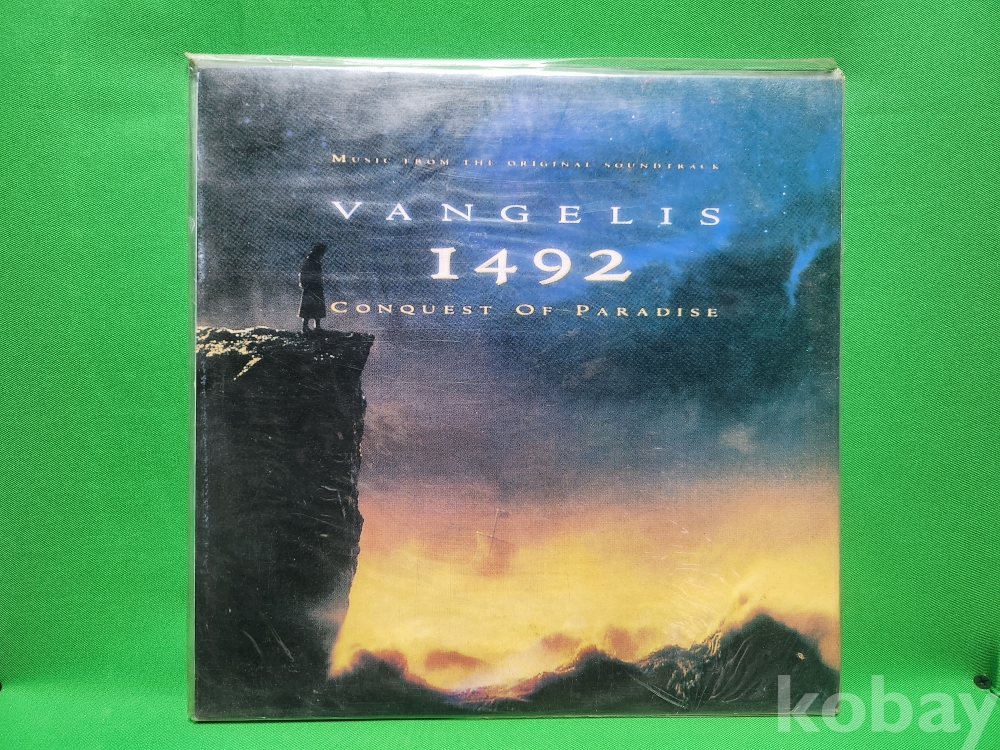 Music from the original soundtrack
VANGELIS
1492
Conquest Of Paradise
kobay